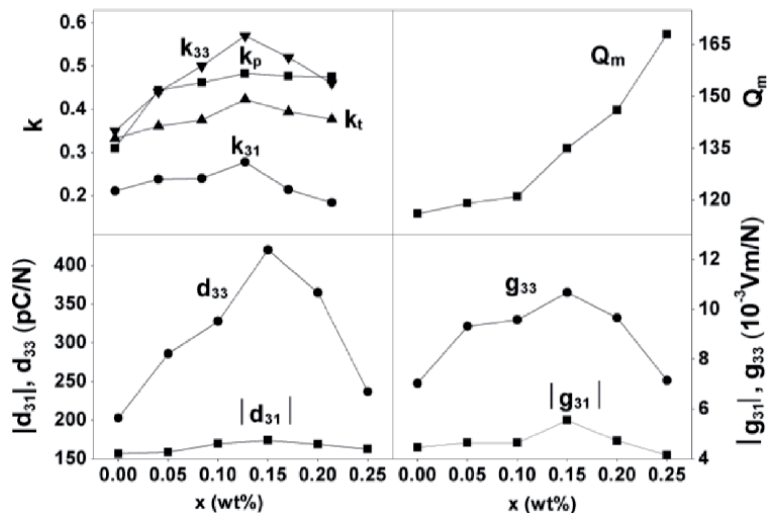 0.6
0.5
0.4
0.3
0.2
k
k33
kp
kt
k31
Qm
165
150
135
120
Qm
400
350
300
250
200
150
|d31|, d33 (pC/N)
d33
|d31|
g33
|g31|
12
10
8
6
4
|g31|, g33 (10-3Vm/N)
0.00 0.05 0.10 0.15 0.20 0.25
x (wt%)
0.00 0.05 0.10 0.15 0.20 0.25
x (wt%)